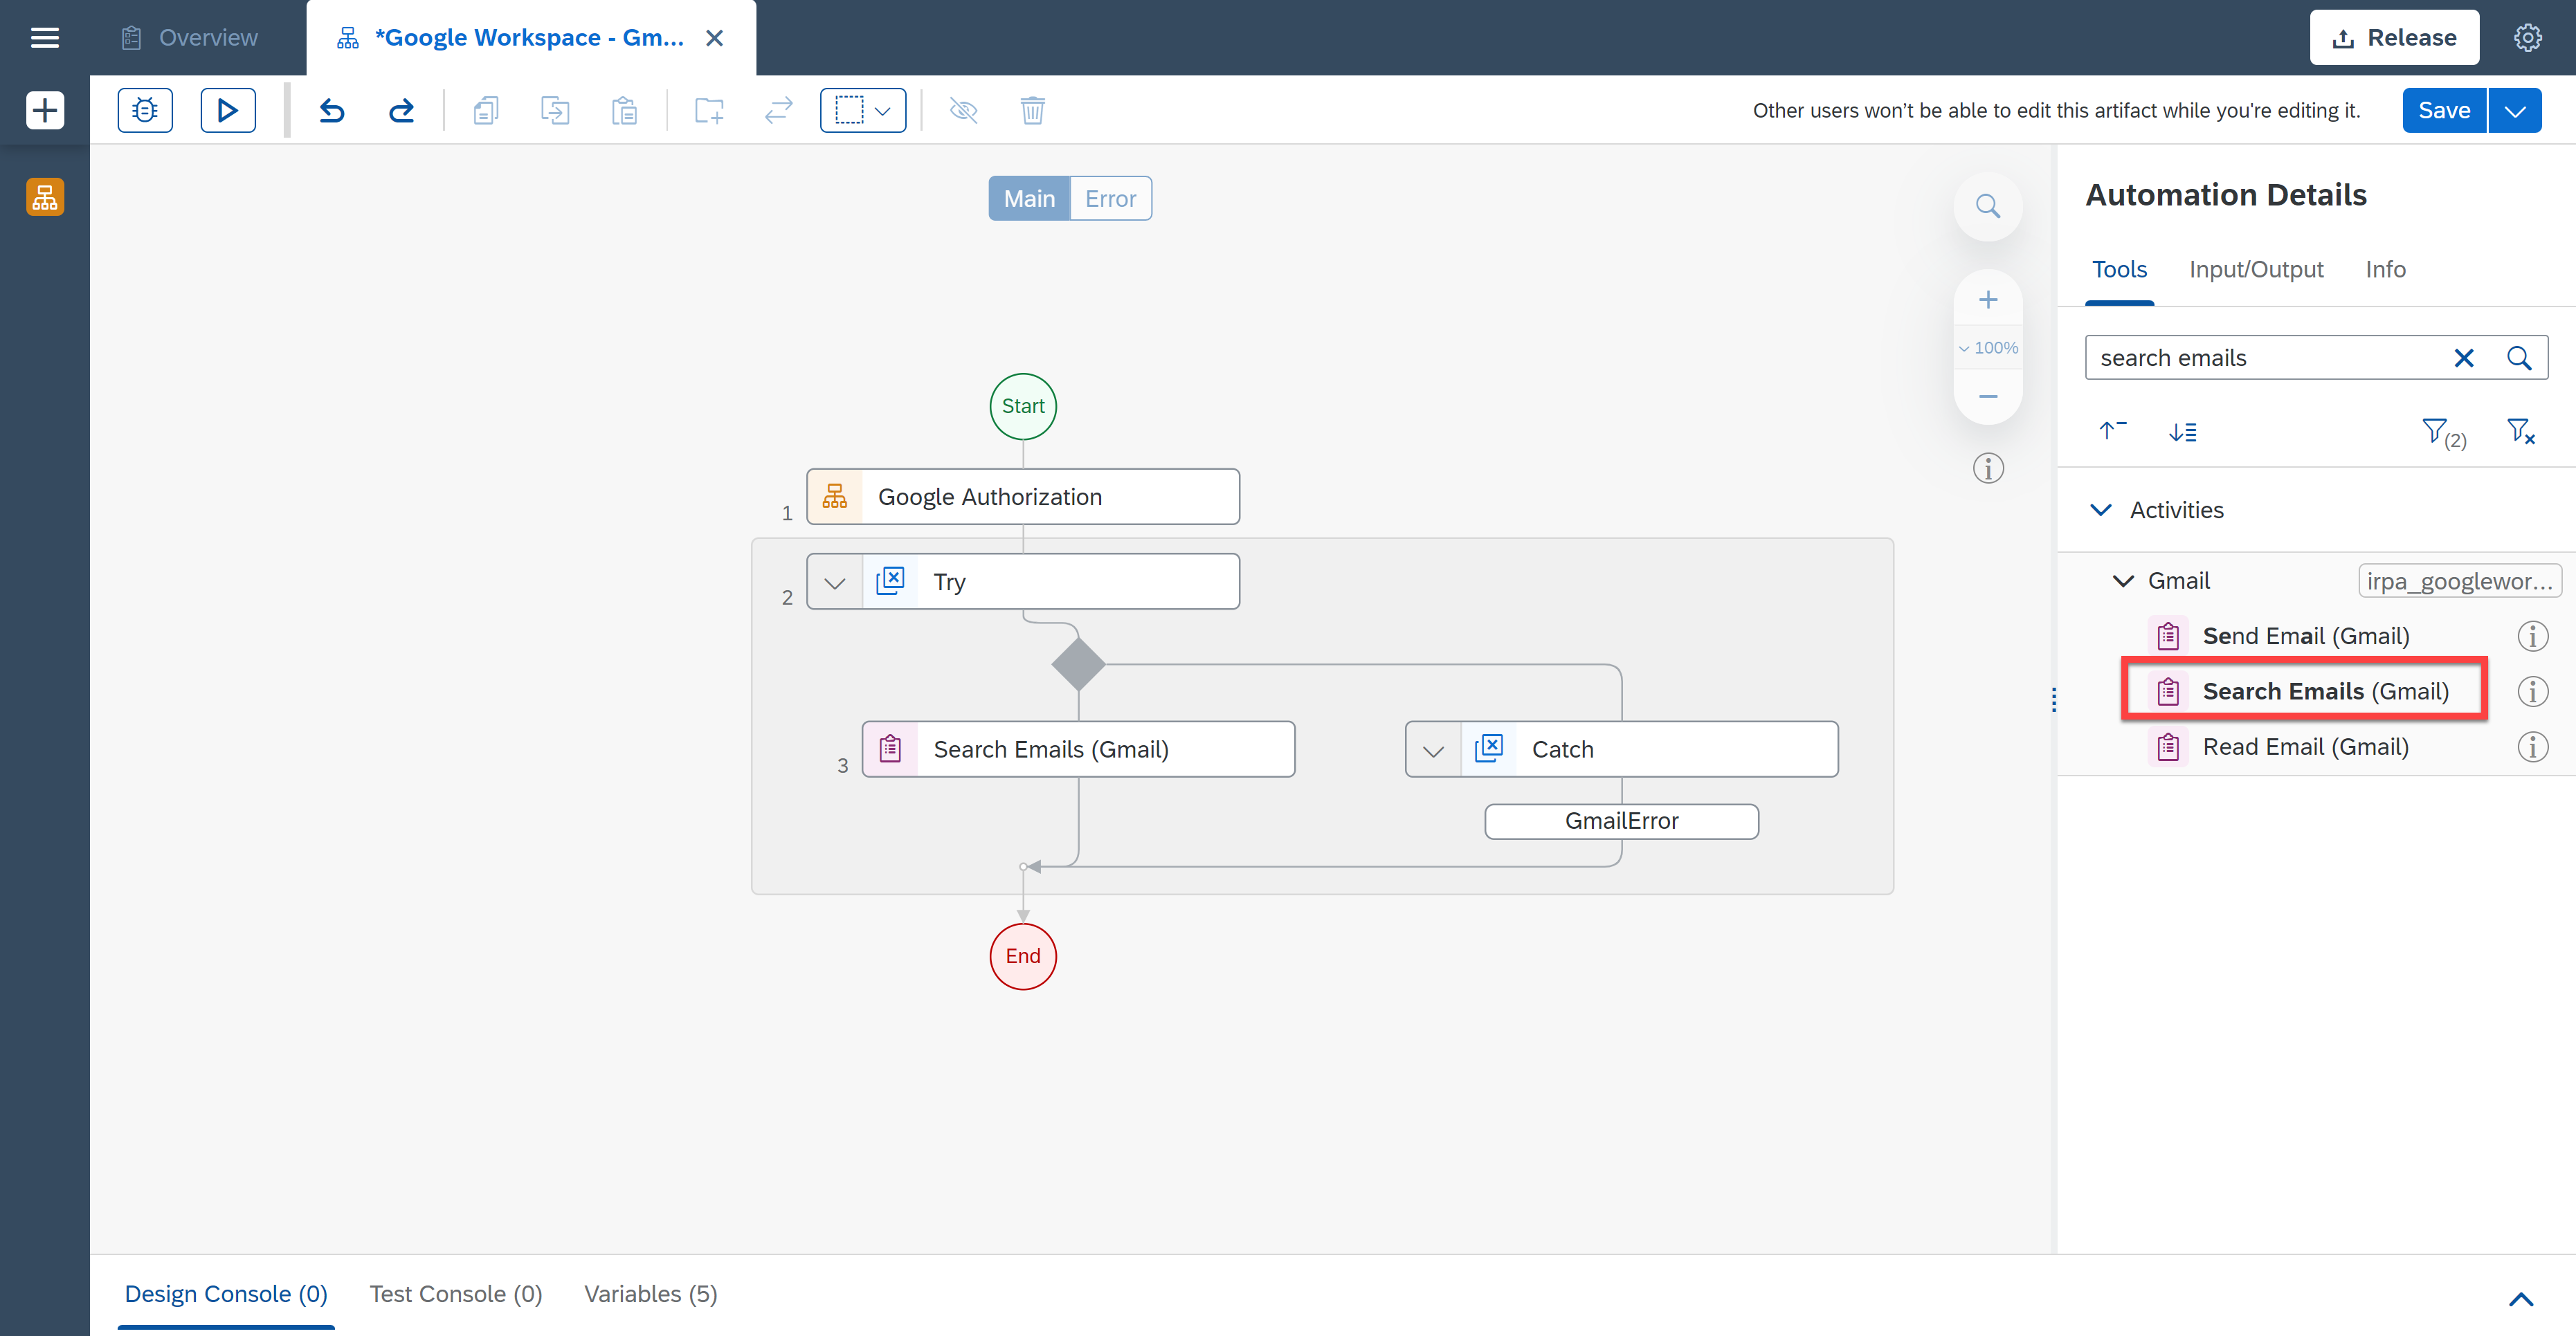 Overview
*Google Workspace - Gm...
Release
Other users won’t be able to edit this artifact while you're editing it.
Save
Main
Error
100%
Start
1
Google Authorization
2
Try
3
Search Emails (Gmail)
Catch
GmailError
End
Automation Details
Tools
Input/Output
Info
search emails
(2)
Activities
Gmail
irpa_googlewor...
Send Email (Gmail)
Search Emails (Gmail)
Read Email (Gmail)
Design Console (0)
Test Console (0)
Variables (5)